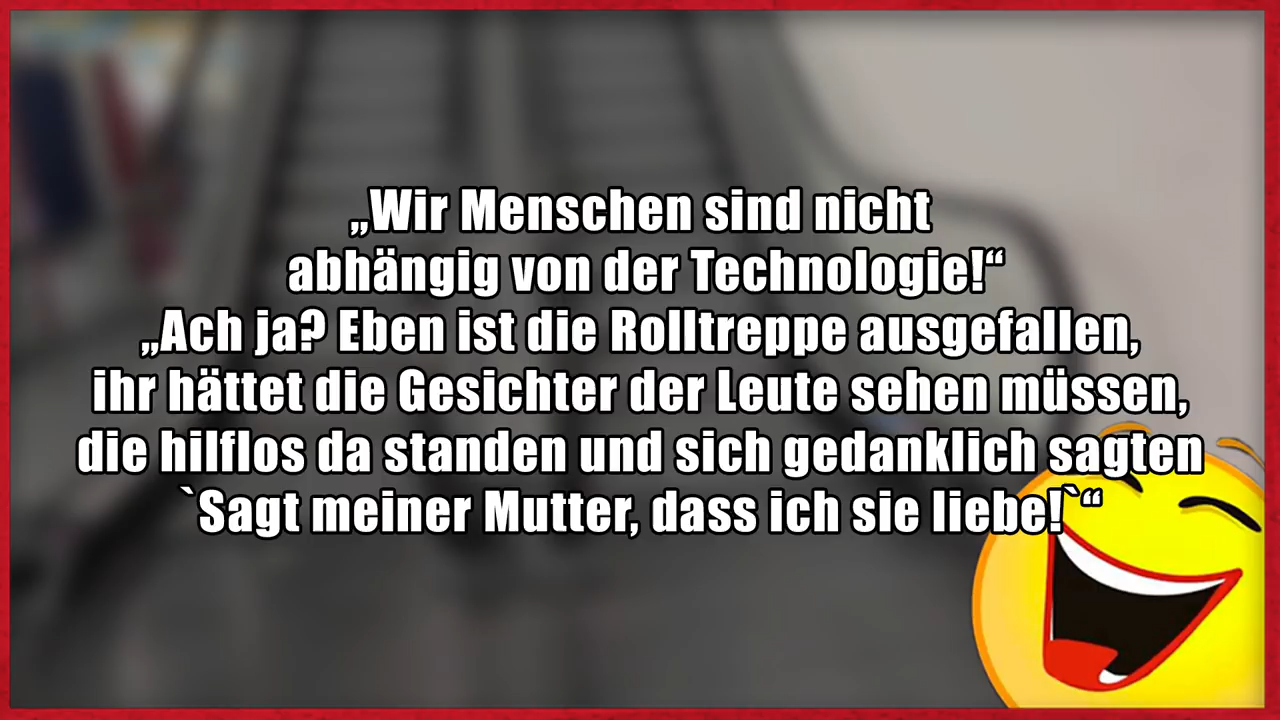 „Wir Menschen sind nicht
abhängig von der Technologie!“
„Ach ja? Eben ist die Rolltreppe ausgefallen,
ihr hättet die Gesichter der Leute sehen müssen,
die hilflos da standen und sich gedanklich sagten
`Sagt meiner Mutter, dass ich sie liebe!`“